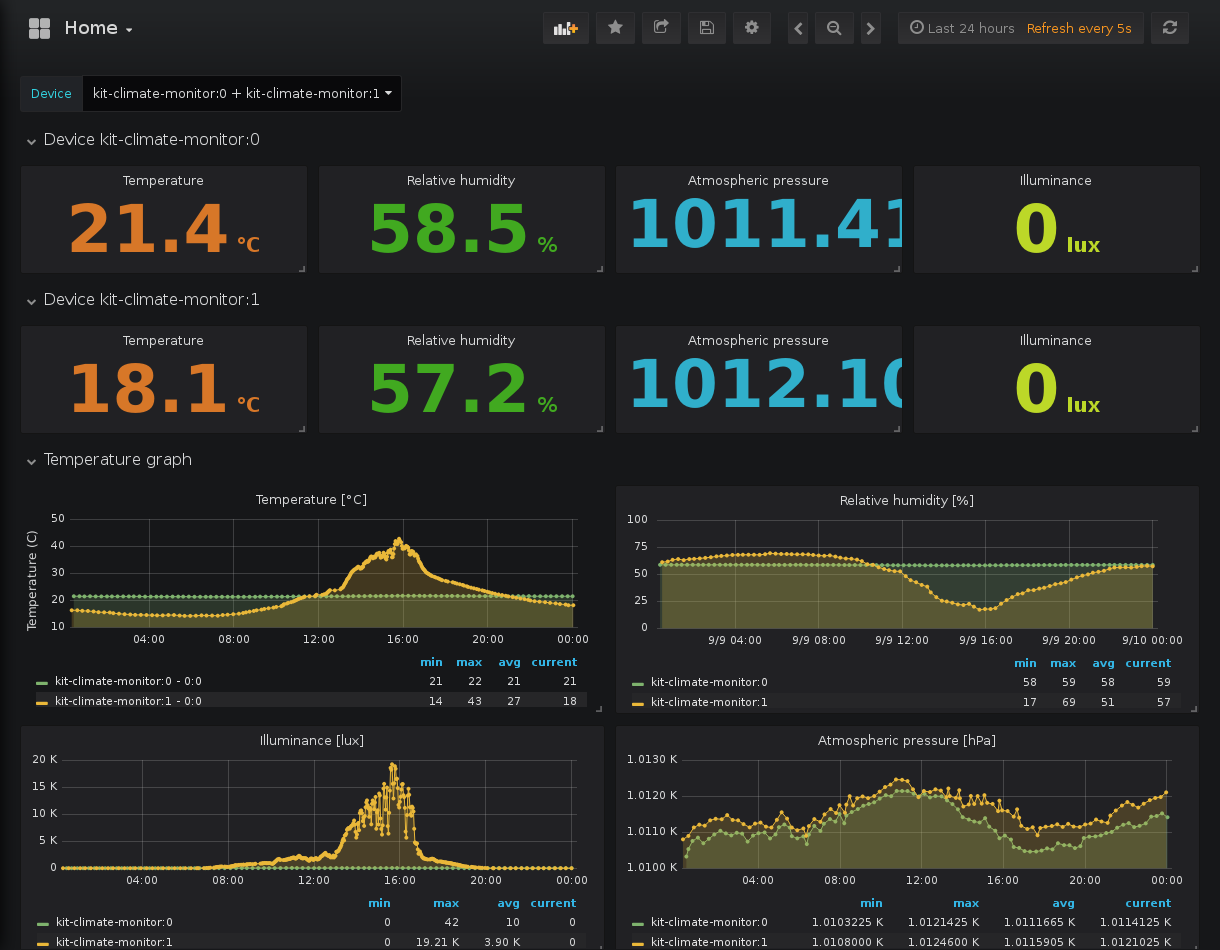 Home
Last 24 hours Refresh every 5s
Device kit-climate-monitor:0 + kit-climate-monitor:1
Device kit-climate-monitor:0
Temperature Relative humidity Atmospheric pressure Illuminance
21.4 °C 58.5 % 1011.41 0 lux
Device kit-climate-monitor:1
Temperature Relative humidity Atmospheric pressure Illuminance
18.1 °C 57.2 % 1012.10 0 lux
Temperature graph
Temperature [°C]
Temperature (C)
50
40
30
20
10
04:00 08:00 12:00 16:00 20:00 00:00
min max avg current
kit-climate-monitor:0 - 0:0 21 22 21 21
kit-climate-monitor:1 - 0:0 14 43 27 18
Relative humidity [%]
100
75
50
25
0
9/9 04:00 9/9 08:00 9/9 12:00 9/9 16:00 9/9 20:00 9/10 00:00
min max avg current
kit-climate-monitor:0 58 59 58 59
kit-climate-monitor:1 17 69 51 57
Illuminance [lux]
20 K
15 K
10 K
5 K
0
04:00 08:00 12:00 16:00 20:00 00:00
min max avg current
kit-climate-monitor:0 0 42 10 0
kit-climate-monitor:1 0 19.21 K 3.90 K 0
Atmospheric pressure [hPa]
1.0130 K
1.0120 K
1.0110 K
1.0100 K
04:00 08:00 12:00 16:00 20:00 00:00
min max avg current
kit-climate-monitor:0 1.0103225 K 1.0121425 K 1.0111665 K 1.0114125 K
kit-climate-monitor:1 1.0108000 K 1.0124600 K 1.0115905 K 1.0121025 K